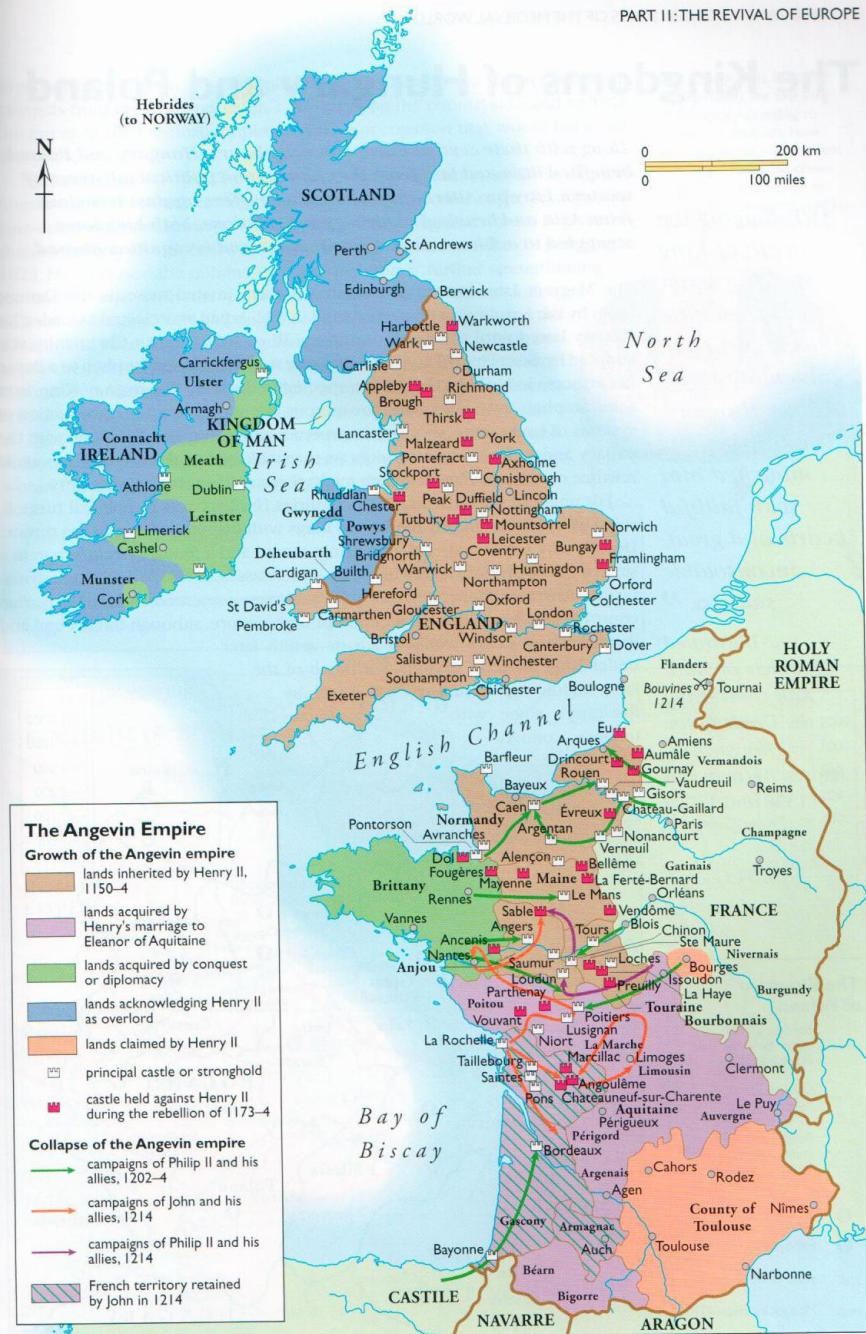 PART II: THE REVIVAL OF EUROPE
Hebrides
(to NORWAY)
N
0 200 km
0 100 miles
SCOTLAND
Perth
St Andrews
Edinburgh
Berwick
North
Sea
Harbottle
Warkworth
Wark
Newcastle
Carlisle
Durham
Appleby
Brough
Richmond
Thirsk
Carrickfergus
Ulster
Armagh
KINGDOM
OF MAN
Connacht
IRELAND
Meath
Irish
Sea
Athlone
Dublin
Leinster
Limerick
Cashel
Munster
Cork
Lancaster
York
Malzeard
Pontefract
Axholme
Stockport
Conisbrough
Rhuddlan
Chester
Peak
Duffield
Lincoln
Gwynedd
Nottingham
Tutbury
Powys
Mountsorrel
Norwich
Shrewsbury
Leicester
Bungay
Deheubarth
Bridgnorth
Coventry
Framlingham
Cardigan
Builth
Warwick
Huntingdon
Northampton
Orford
Hereford
St David's
Gloucester
Oxford
Colchester
Carmarthen
London
Pembroke
ENGLAND
Rochester
Bristol
Windsor
Canterbury
Dover
Salisbury
Winchester
Southampton
Exeter
Chichester
Boulogne
Flanders
HOLY
ROMAN
EMPIRE
Bouvines
1214
Tournai
English Channel
Eu
Arques
Amiens
Drincourt
Aumâle
Barfleur
Rouen
Gournay
Vermandois
Bayeux
Vaudreuil
Reims
Caen
Gisors
Normandy
Évreux
Château-Gaillard
Pontorson
Paris
Avranches
Argentan
Nonancourt
Champagne
Verneuil
Dol
Alençon
Bellême
Gatinais
Fougères
Troyes
Mayenne
Maine
La Ferté-Bernard
Brittany
Le Mans
Orléans
Rennes
Sable
Vendôme
FRANCE
Vannes
Angers
Blois
Tours
Chinon
Ancenis
Ste Maure
Nantes
Nivernais
Anjou
Saumur
Loches
Bourges
Loudun
Issoudon
Preuilly
Parthenay
La Haye
Burgundy
Poitou
Touraine
Vouvant
Poitiers
Bourbonnais
Lusignan
La Rochelle
Niort
La Marche
Taillebourg
Marcillac
Limoges
Saintes
Limousin
Clermont
Angoulême
Pons
Chateauneuf-sur-Charente
Aquitaine
Le Puy
Périgueux
Auvergne
Bay of
Biscay
Périgord
Bordeaux
Argenais
Cahors
Rodez
Agen
County of
Toulouse
Nîmes
Gascony
Armagnac
Toulouse
Bayonne
Auch
Béarn
Narbonne
CASTILE
Bigorre
NAVARRE
ARAGON
The Angevin Empire
Growth of the Angevin empire
lands inherited by Henry II,
1150–4
lands acquired by
Henry's marriage to
Eleanor of Aquitaine
lands acquired by conquest
or diplomacy
lands acknowledging Henry II
as overlord
lands claimed by Henry II
principal castle or stronghold
castle held against Henry II
during the rebellion of 1173–4
Collapse of the Angevin empire
campaigns of Philip II and his
allies, 1202–4
campaigns of John and his
allies, 1214
campaigns of Philip II and his
allies, 1214
French territory retained
by John in 1214